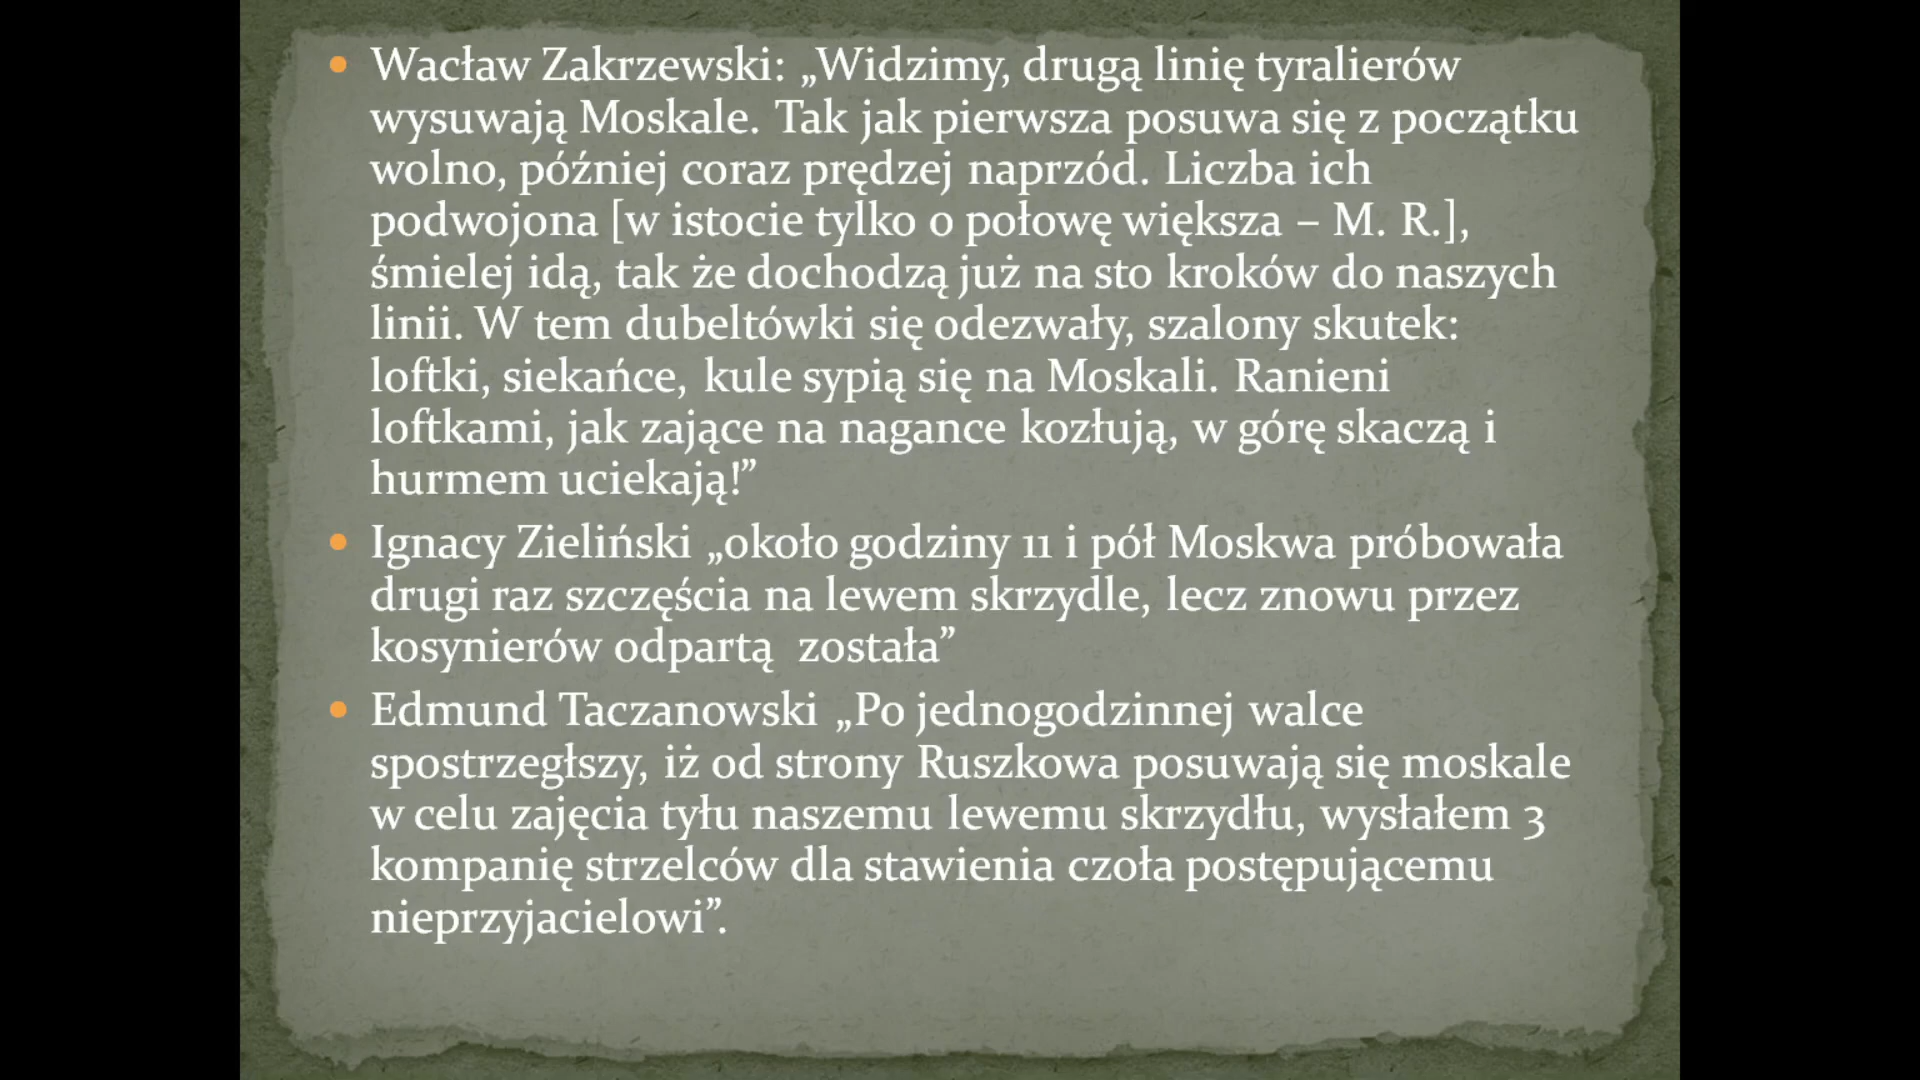 Wacław Zakrzewski: „Widzimy, drugą linię tyralierów
wysuwają Moskale. Tak jak pierwsza posuwa się z początku
wolno, później coraz prędzej naprzód. Liczba ich
podwojona [w istocie tylko o połowę większa – M. R.],
śmielej idą, tak że dochodzą już na sto kroków do naszych
linii. W tem dubeltówki się odezwały, szalony skutek:
loftki, siekańce, kule sypią się na Moskali. Ranieni
loftkami, jak zające na nagance kozłują, w górę skaczą i
hurmem uciekają!”
Ignacy Zieliński „około godziny 11 i pół Moskwa próbowała
drugi raz szczęścia na lewem skrzydle, lecz znowu przez
kosynierów odpartą  została”
Edmund Taczanowski „Po jednogodzinnej walce
spostrzegłszy, iż od strony Ruszkowa posuwają się moskale
w celu zajęcia tyłu naszemu lewemu skrzydłu, wysłałem 3
kompanię strzelców dla stawienia czoła postępującemu
nieprzyjacielowi”.